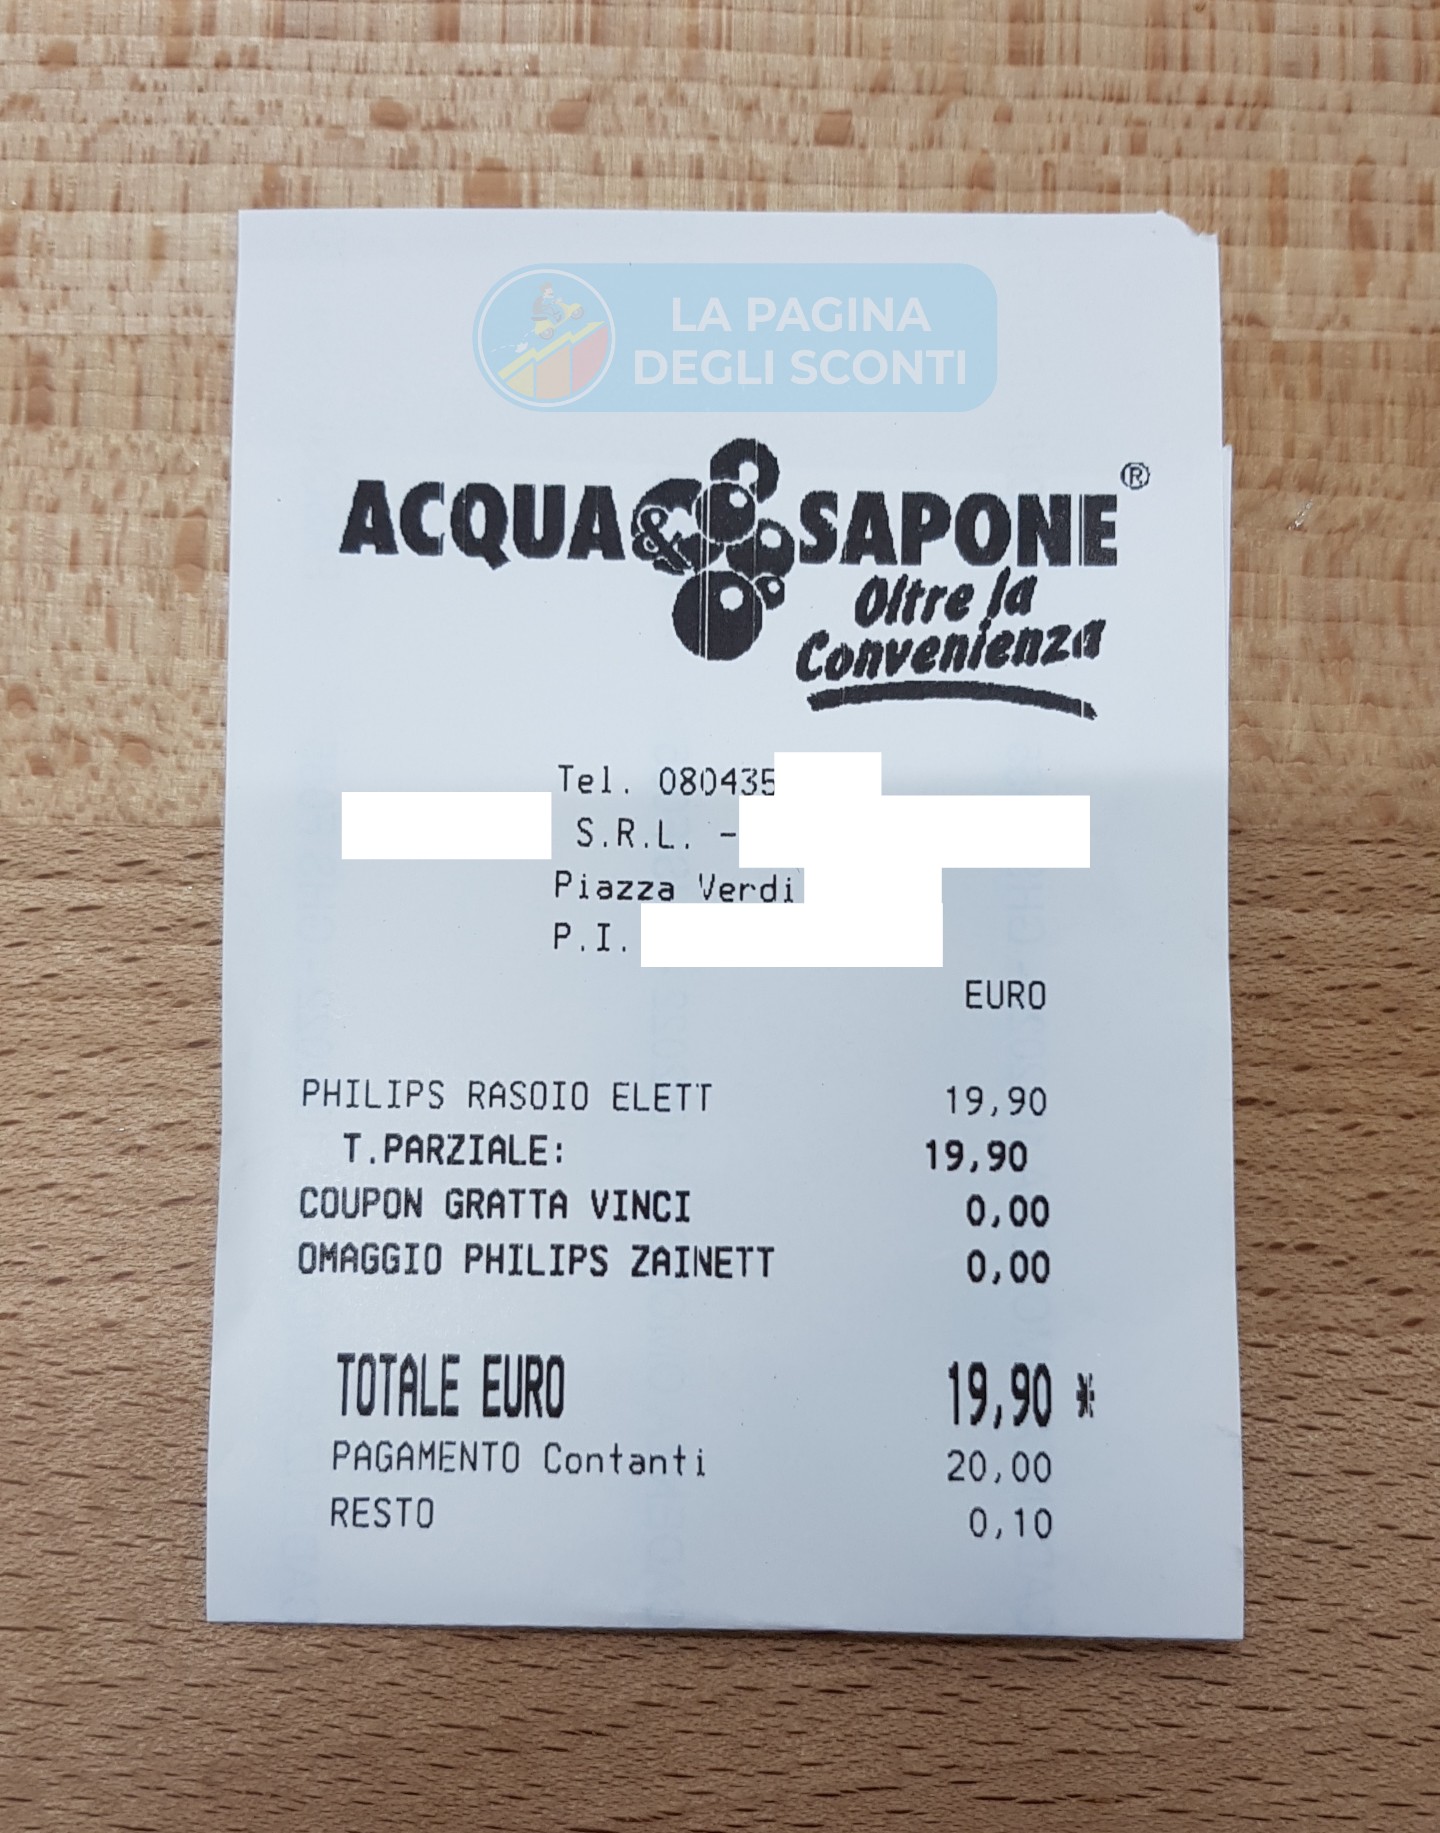 LA PAGINA
DEGLI SCONTI
ACQUA&SAPONE®
Oltre la
Convenienza
Tel. 080435
S.R.L. -
Piazza Verdi
P.I.
EURO
PHILIPS RASOIO ELETT 19,90
T.PARZIALE: 19,90
COUPON GRATTA VINCI 0,00
OMAGGIO PHILIPS ZAINETT 0,00
TOTALE EURO 19,90 *
PAGAMENTO Contanti 20,00
RESTO 0,10